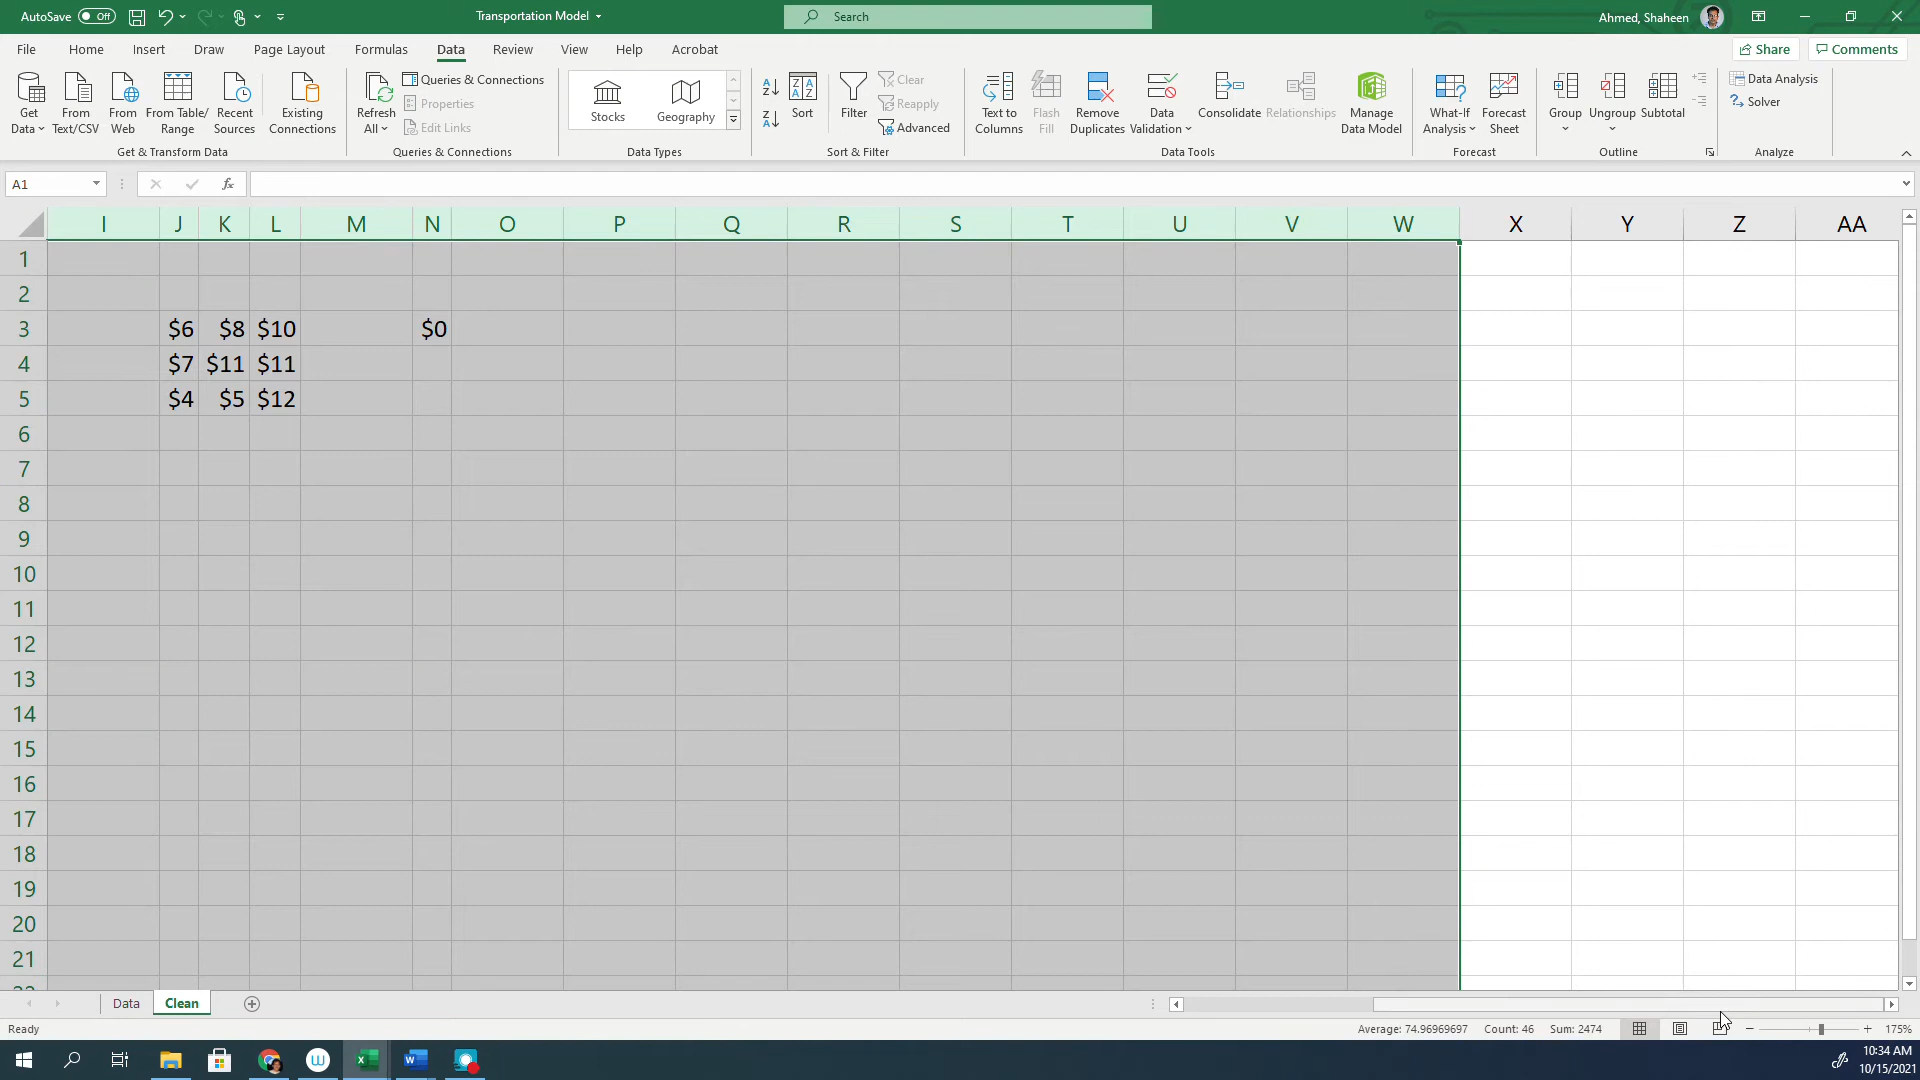 AutoSave Off Transportation Model Search Ahmed, Shaheen
File Home Insert Draw Page Layout Formulas Data Review View Help Acrobat Share Comments
Get Data From Text/CSV From Web From Table/ Range Recent Sources Existing Connections
Get & Transform Data
Refresh All Queries & Connections
Properties
Edit Links
Queries & Connections
Stocks Geography
Data Types
Sort Filter Clear
Reapply
Advanced
Sort & Filter
Text to Columns Flash Fill Remove Duplicates Data Validation Consolidate Relationships Manage Data Model
Data Tools
What-If Analysis Forecast Sheet
Forecast
Group Ungroup Subtotal
Outline
Data Analysis
Solver
Analyze
A1 fx
I J K L M N O P Q R S T U V W X Y Z AA
1
2
3 $6 $8 $10 $0
4 $7 $11 $11
5 $4 $5 $12
6
7
8
9
10
11
12
13
14
15
16
17
18
19
20
21
22
Data Clean
Ready Average: 74.96969697 Count: 46 Sum: 2474 175%
10:34 AM
10/15/2021